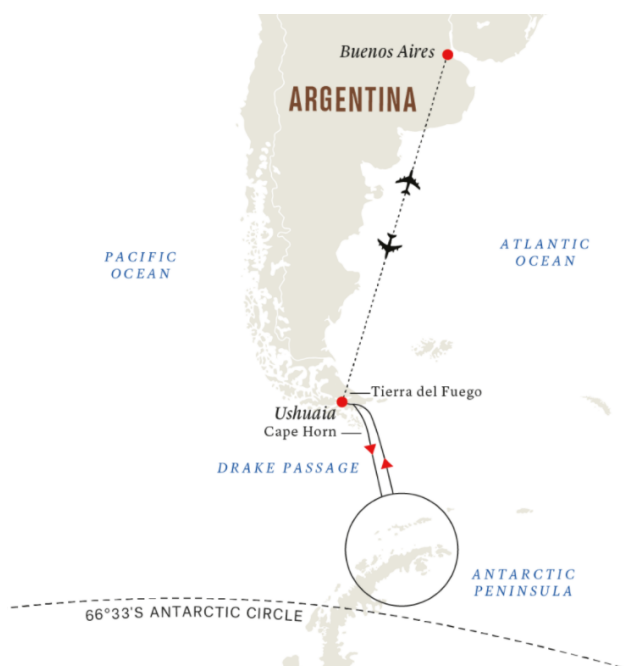 Buenos Aires
ARGENTINA
PACIFIC
OCEAN
ATLANTIC
OCEAN
Tierra del Fuego
Ushuaia
Cape Horn
DRAKE PASSAGE
ANTARCTIC
PENINSULA
66°33'S ANTARCTIC CIRCLE